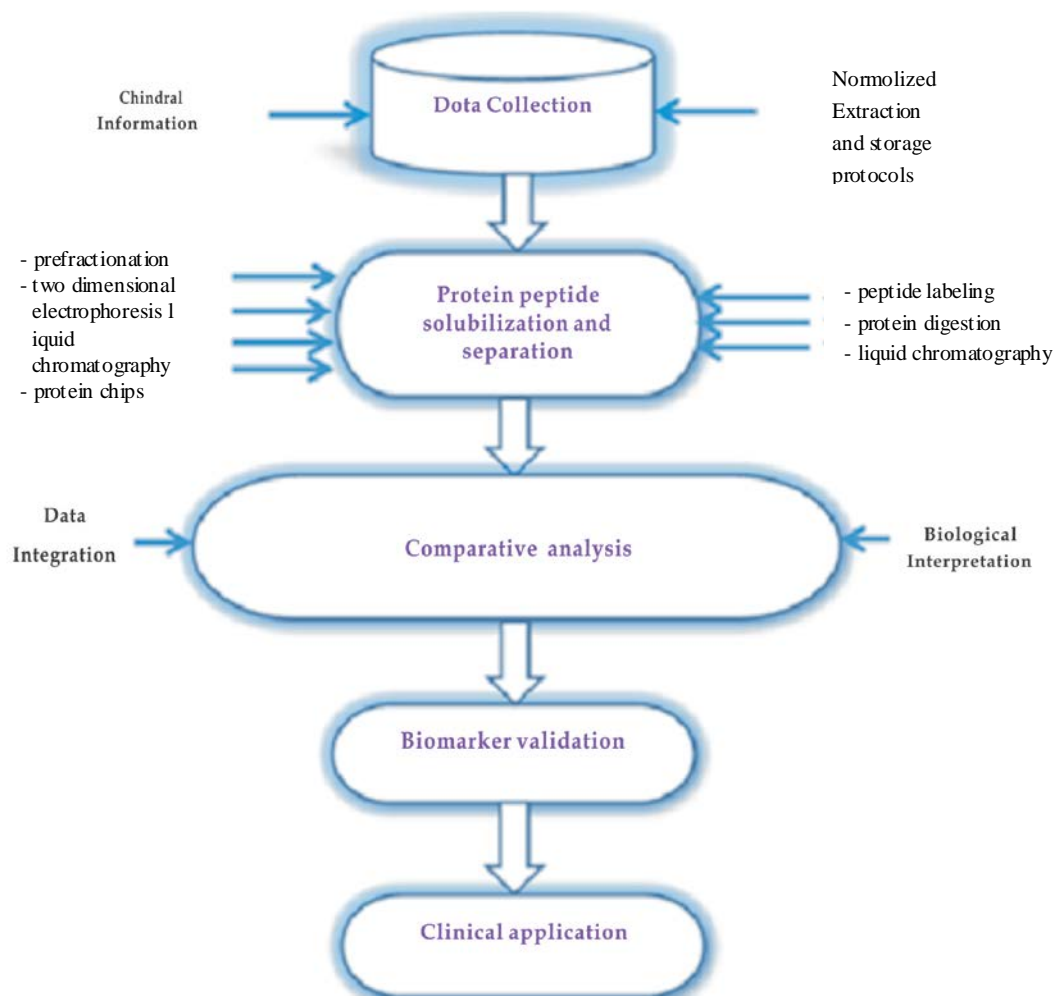 Dota Collection
Chindral
Information
Normolized
Extraction
and storage
protocols
- prefractionation
- two dimensional
electrophoresis l
iquid
chromatography
- protein chips
Protein peptide
solubilization and
separation
- peptide labeling
- protein digestion
- liquid chromatography
Data
Integration
Comparative analysis
Biological
Interpretation
Biomarker validation
Clinical application